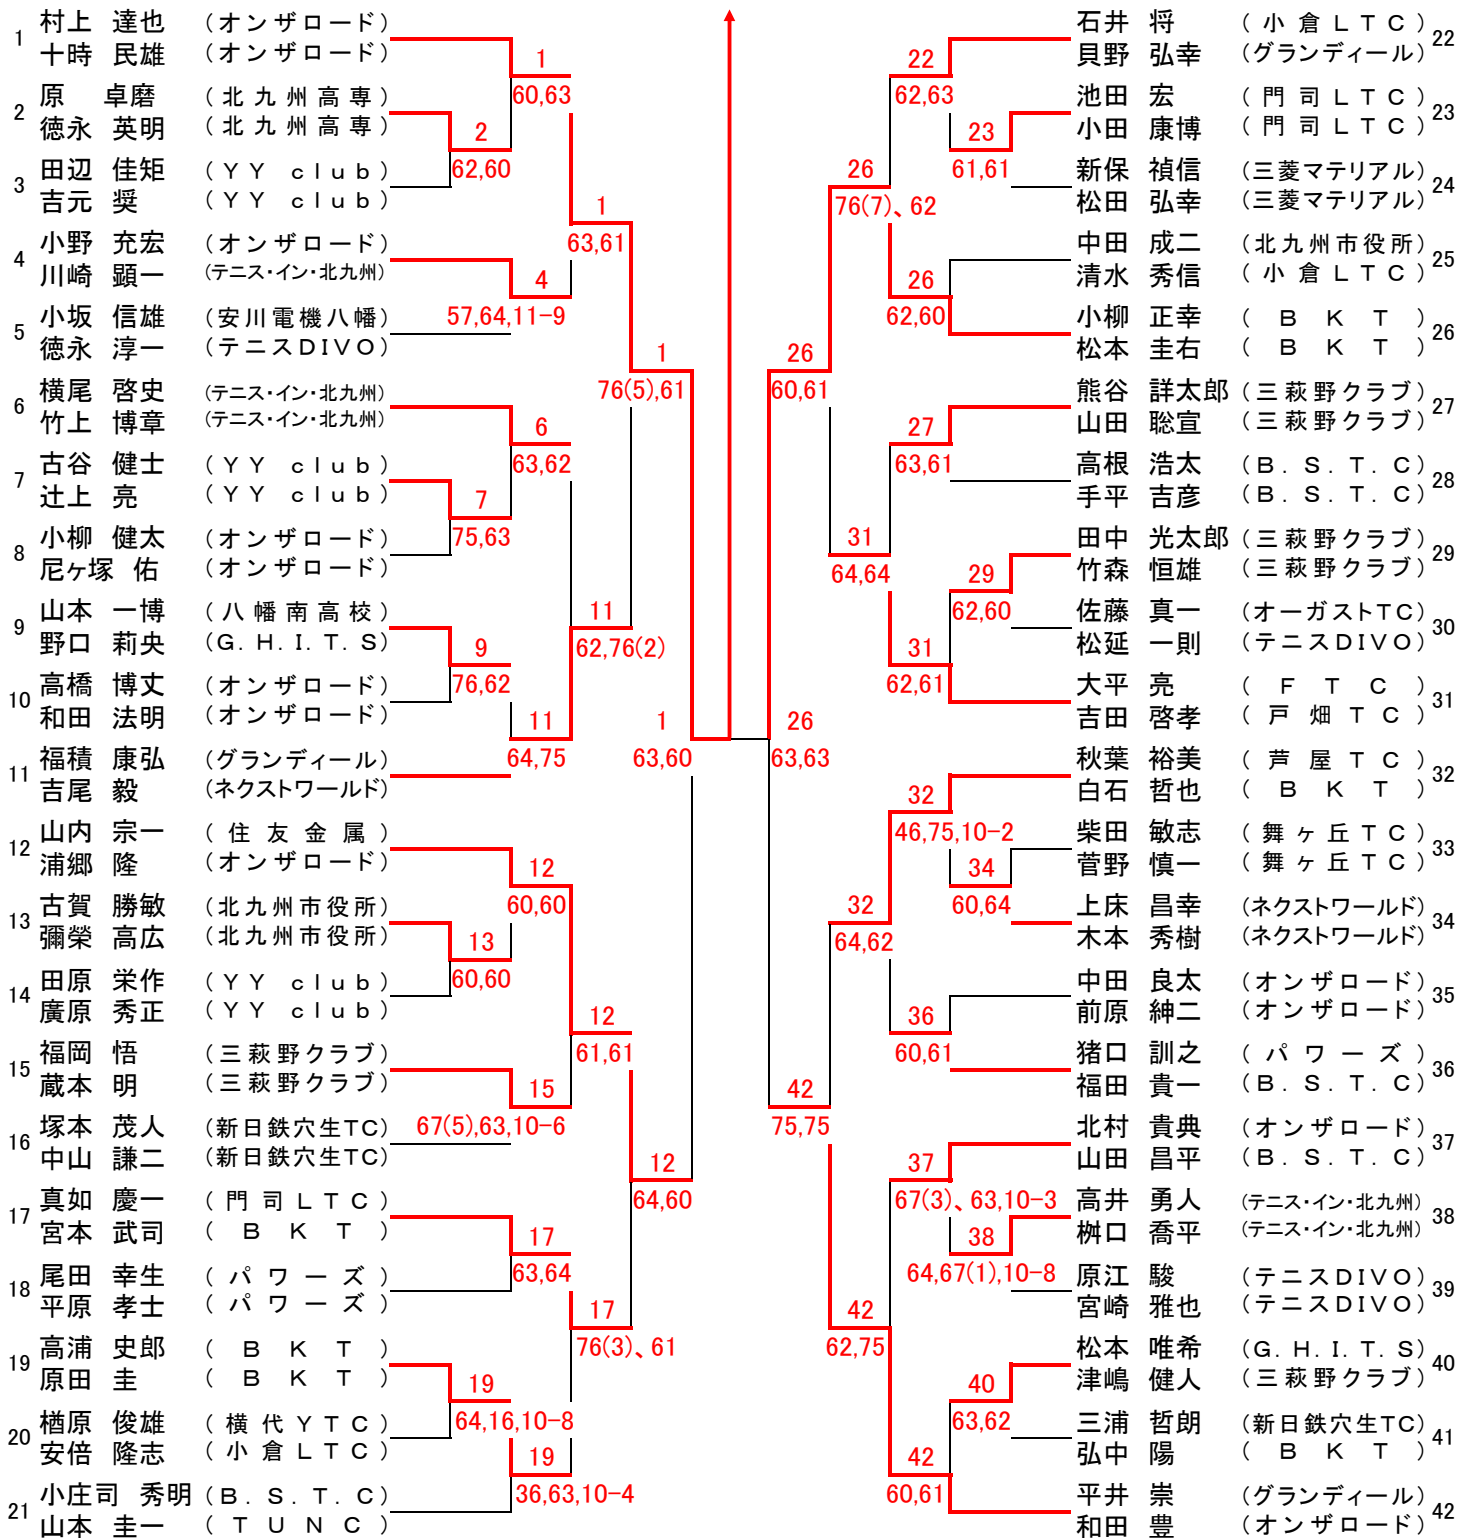 1 村上 達也 (オンザロード)
十時 民雄 (オンザロード)
2 原 卓磨 (北九州高専)
徳永 英明 (北九州高専)
3 田辺 佳矩 (YY club)
吉元 奨 (YY club)
4 小野 充宏 (オンザロード)
川崎 顕一 (テニス・イン・北九州)
5 小坂 信雄 (安川電機八幡)
徳永 淳一 (テニスDIVO)
6 横尾 啓史 (テニス・イン・北九州)
竹上 博章 (テニス・イン・北九州)
7 古谷 健士 (YY club)
辻上 亮 (YY club)
8 小柳 健太 (オンザロード)
尼ヶ塚 佑 (オンザロード)
9 山本 一博 (八幡南高校)
野口 莉央 (G.H.I.T.S)
10 高橋 博丈 (オンザロード)
和田 法明 (オンザロード)
11 福積 康弘 (グランディール)
吉尾 毅 (ネクストワールド)
12 山内 宗一 (住友金属)
浦郷 隆 (オンザロード)
13 古賀 勝敏 (北九州市役所)
彌榮 高広 (北九州市役所)
14 田原 栄作 (YY club)
廣原 秀正 (YY club)
15 福岡 悟 (三萩野クラブ)
蔵本 明 (三萩野クラブ)
16 塚本 茂人 (新日鉄穴生TC)
中山 謙二 (新日鉄穴生TC)
17 真如 慶一 (門司LTC)
宮本 武司 (BKT)
18 尾田 幸生 (パワーズ)
平原 孝士 (パワーズ)
19 高浦 史郎 (BKT)
原田 圭 (BKT)
20 楢原 俊雄 (横代YTC)
安倍 隆志 (小倉LTC)
21 小庄司 秀明 (B.S.T.C)
山本 圭一 (TUNC)
1
60,63
2
62,60
1
63,61
4
57,64,11-9
1
76(5),61
6
63,62
7
75,63
11
62,76(2)
9
76,62
11
64,75
1
63,60
12
60,60
13
60,60
12
61,61
15
67(5),63,10-6
12
64,60
17
63,64
17
76(3)、61
19
64,16,10-8
19
36,63,10-4
22
62,63
23
61,61
26
76(7)、62
26
62,60
26
60,61
27
63,61
31
64,64
29
62,60
31
62,61
26
63,63
32
46,75,10-2
34
60,64
32
64,62
36
60,61
42
75,75
37
67(3)、63,10-3
38
64,67(1),10-8
42
62,75
40
63,62
42
60,61
石井 将 (小倉LTC) 22
貝野 弘幸 (グランディール)
池田 宏 (門司LTC) 23
小田 康博 (門司LTC)
新保 禎信 (三菱マテリアル) 24
松田 弘幸 (三菱マテリアル)
中田 成二 (北九州市役所) 25
清水 秀信 (小倉LTC)
小柳 正幸 (BKT) 26
松本 圭右 (BKT)
熊谷 詳太郎 (三萩野クラブ) 27
山田 聡宣 (三萩野クラブ)
高根 浩太 (B.S.T.C) 28
手平 吉彦 (B.S.T.C)
田中 光太郎 (三萩野クラブ) 29
竹森 恒雄 (三萩野クラブ)
佐藤 真一 (オーガストTC) 30
松延 一則 (テニスDIVO)
大平 亮 (FTC) 31
吉田 啓孝 (戸畑TC)
秋葉 裕美 (芦屋TC) 32
白石 哲也 (BKT)
柴田 敏志 (舞ヶ丘TC) 33
菅野 慎一 (舞ヶ丘TC)
上床 昌幸 (ネクストワールド) 34
木本 秀樹 (ネクストワールド)
中田 良太 (オンザロード) 35
前原 紳二 (オンザロード)
猪口 訓之 (パワーズ) 36
福田 貴一 (B.S.T.C)
北村 貴典 (オンザロード) 37
山田 昌平 (B.S.T.C)
高井 勇人 (テニス・イン・北九州) 38
桝口 喬平 (テニス・イン・北九州)
原江 駿 (テニスDIVO) 39
宮崎 雅也 (テニスDIVO)
松本 唯希 (G.H.I.T.S) 40
津嶋 健人 (三萩野クラブ)
三浦 哲朗 (新日鉄穴生TC) 41
弘中 陽 (BKT)
平井 崇 (グランディール) 42
和田 豊 (オンザロード)